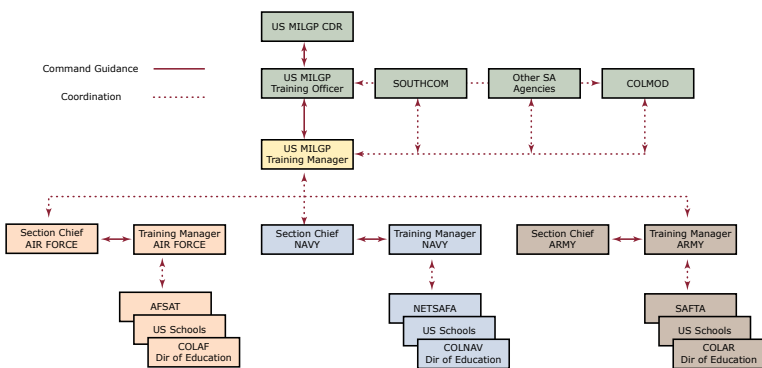 US MILGP CDR
Command Guidance
Coordination
US MILGP
Training Officer
SOUTHCOM
Other SA
Agencies
COLMOD
US MILGP
Training Manager
Section Chief
AIR FORCE
Training Manager
AIR FORCE
Section Chief
NAVY
Training Manager
NAVY
Section Chief
ARMY
Training Manager
ARMY
AFSAT
US Schools
COLAF
Dir of Education
NETSAFA
US Schools
COLNAV
Dir of Education
SAFTA
US Schools
COLAR
Dir of Education